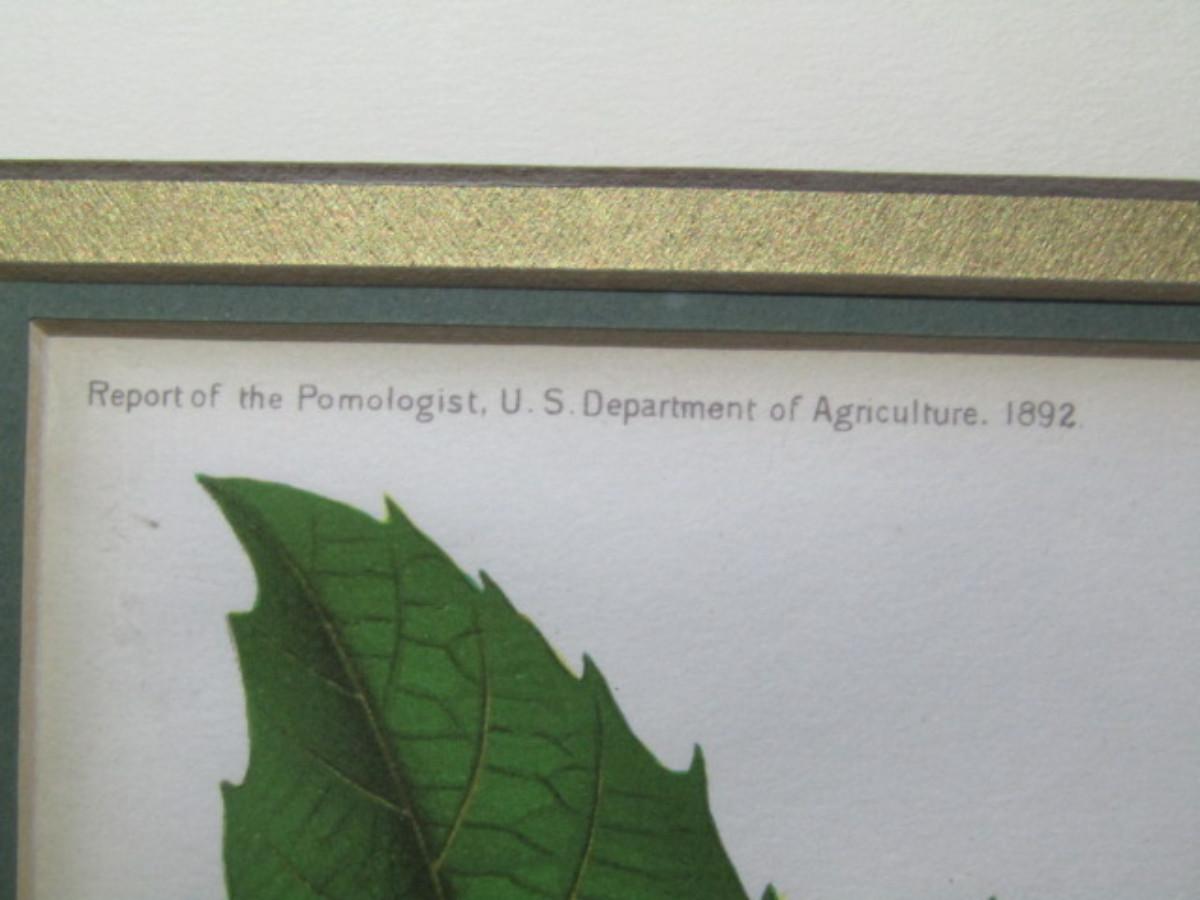 Report of the Pomologist, U. S. Department of Agriculture. 1892.